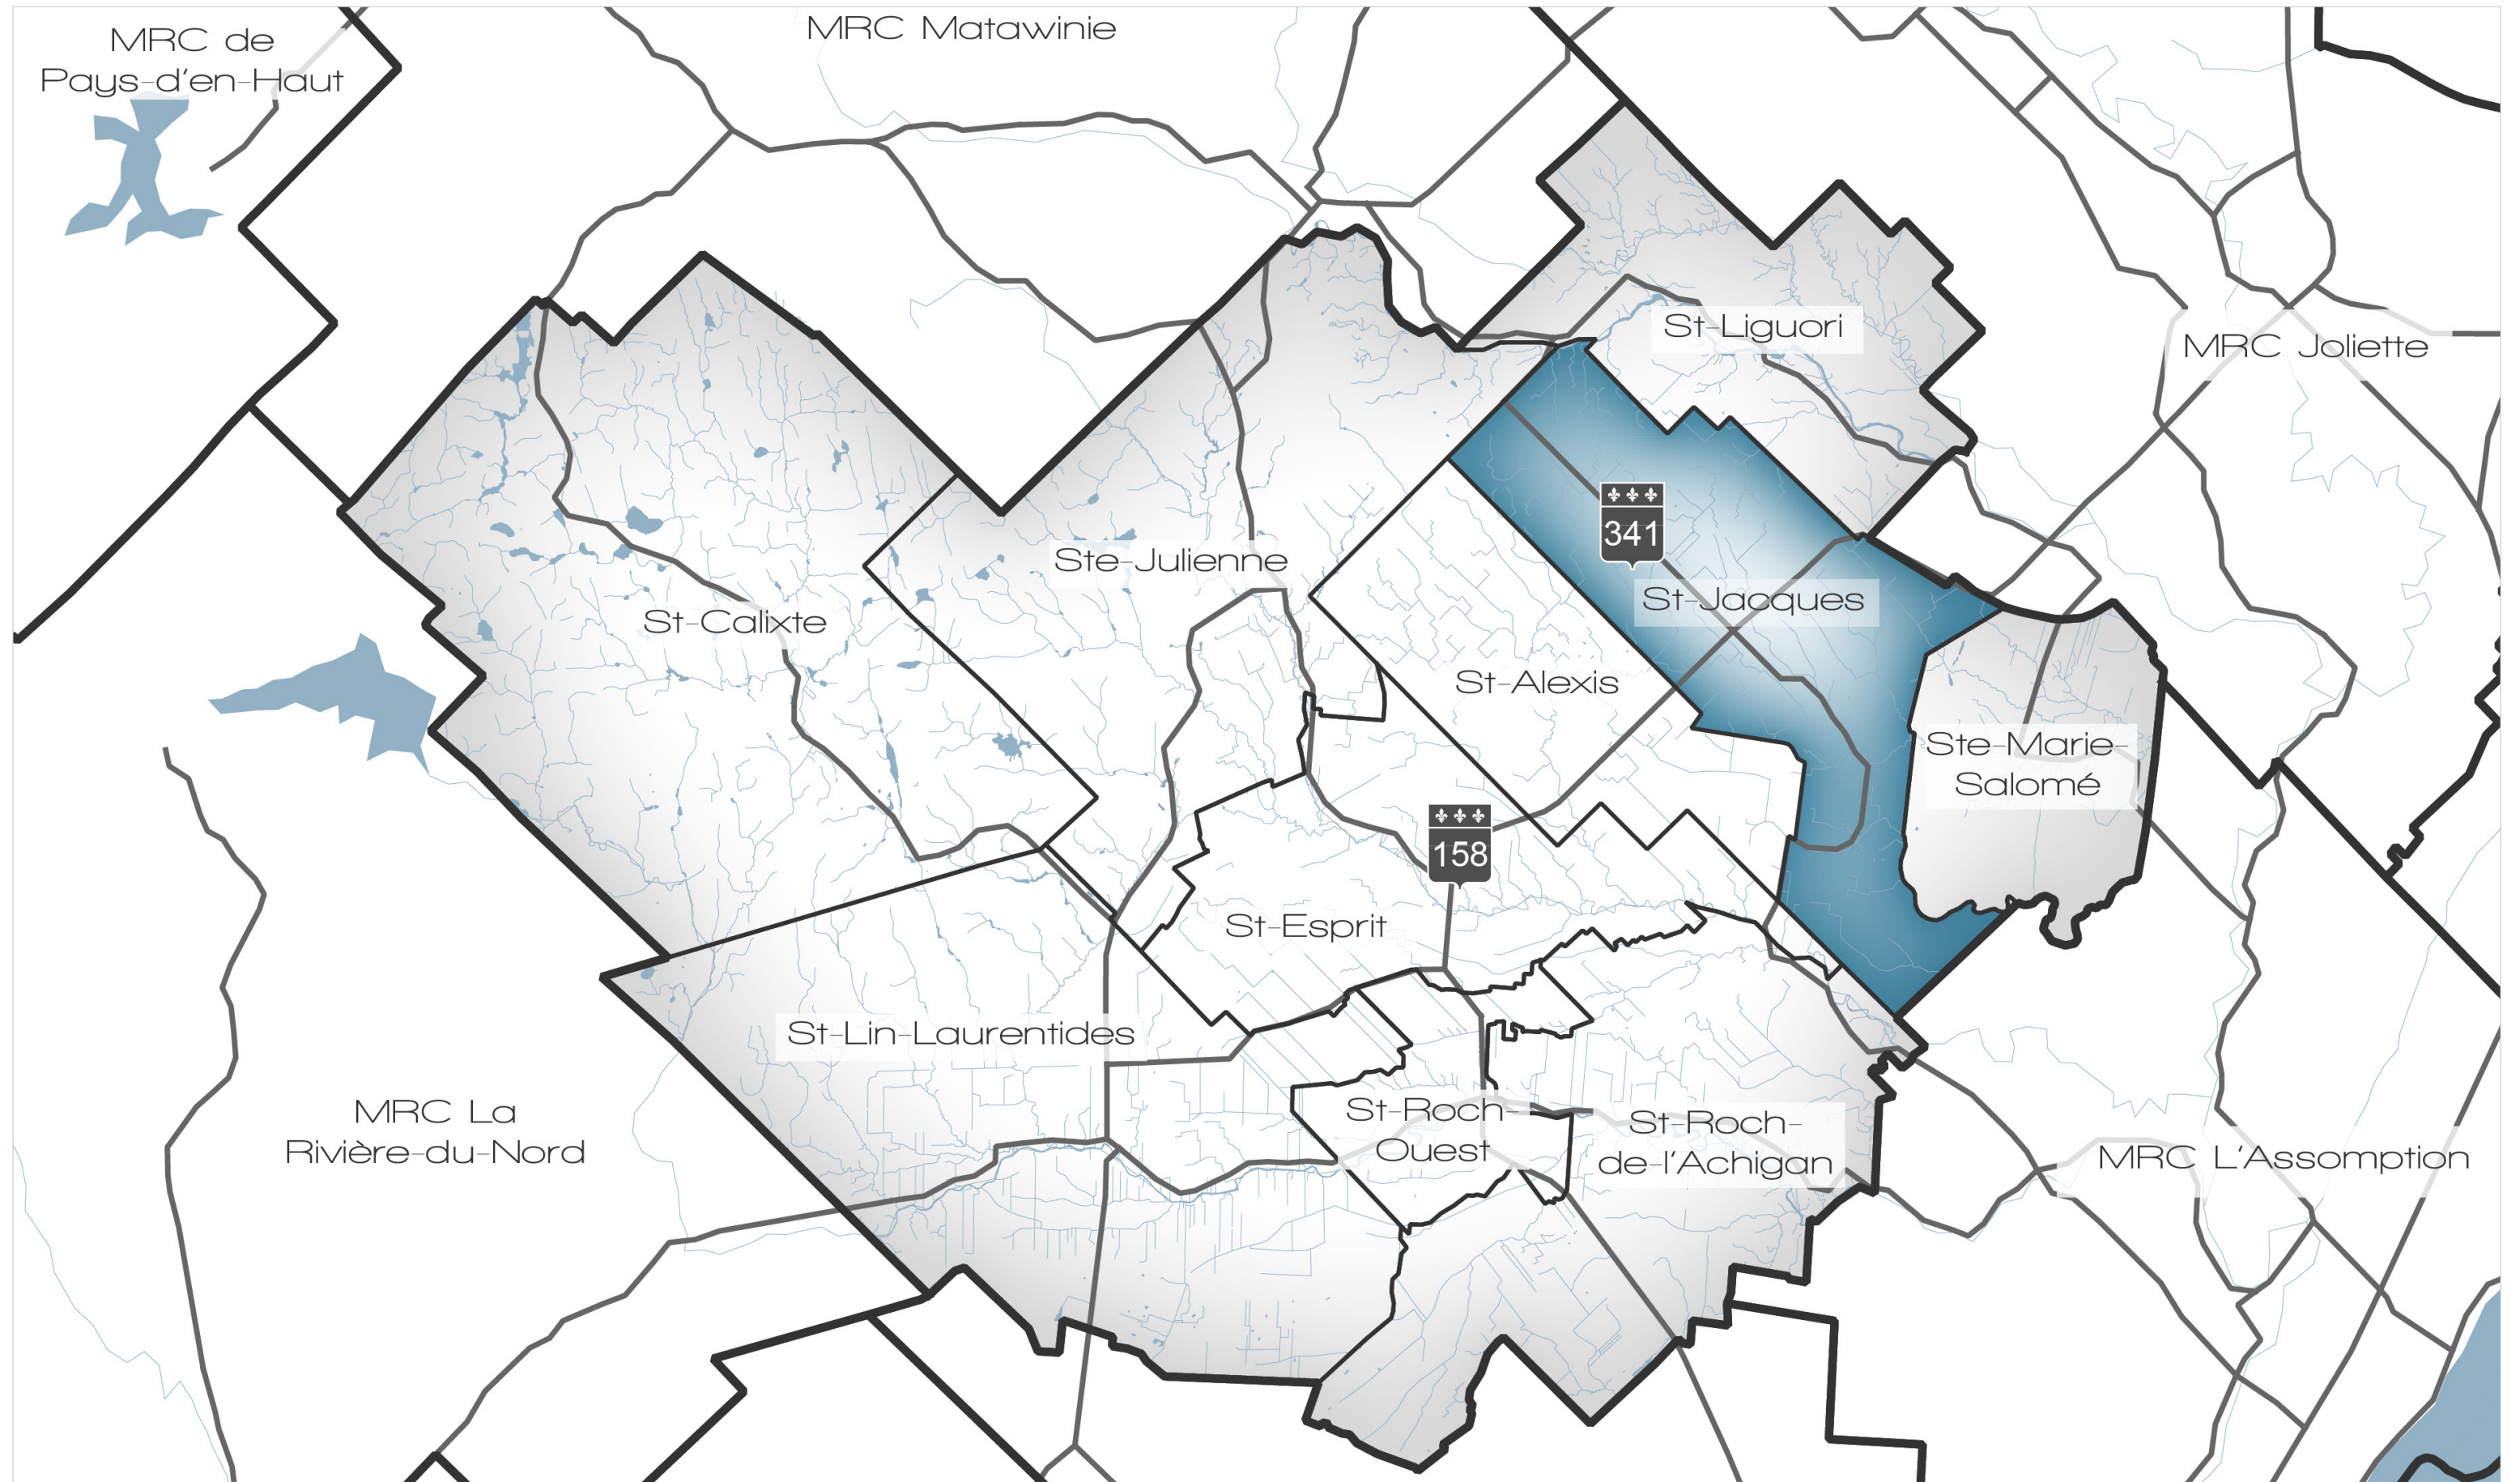 MRC de
Pays-d'en-Haut
MRC Matawinie
St-Liguori
MRC Joliette
341
Ste-Julienne
St-Jacques
St-Calixte
St-Alexis
Ste-Marie-
Salomé
158
St-Esprit
St-Lin-Laurentides
MRC La
Rivière-du-Nord
St-Roch-
Ouest
St-Roch-
de-l'Achigan
MRC L'Assomption